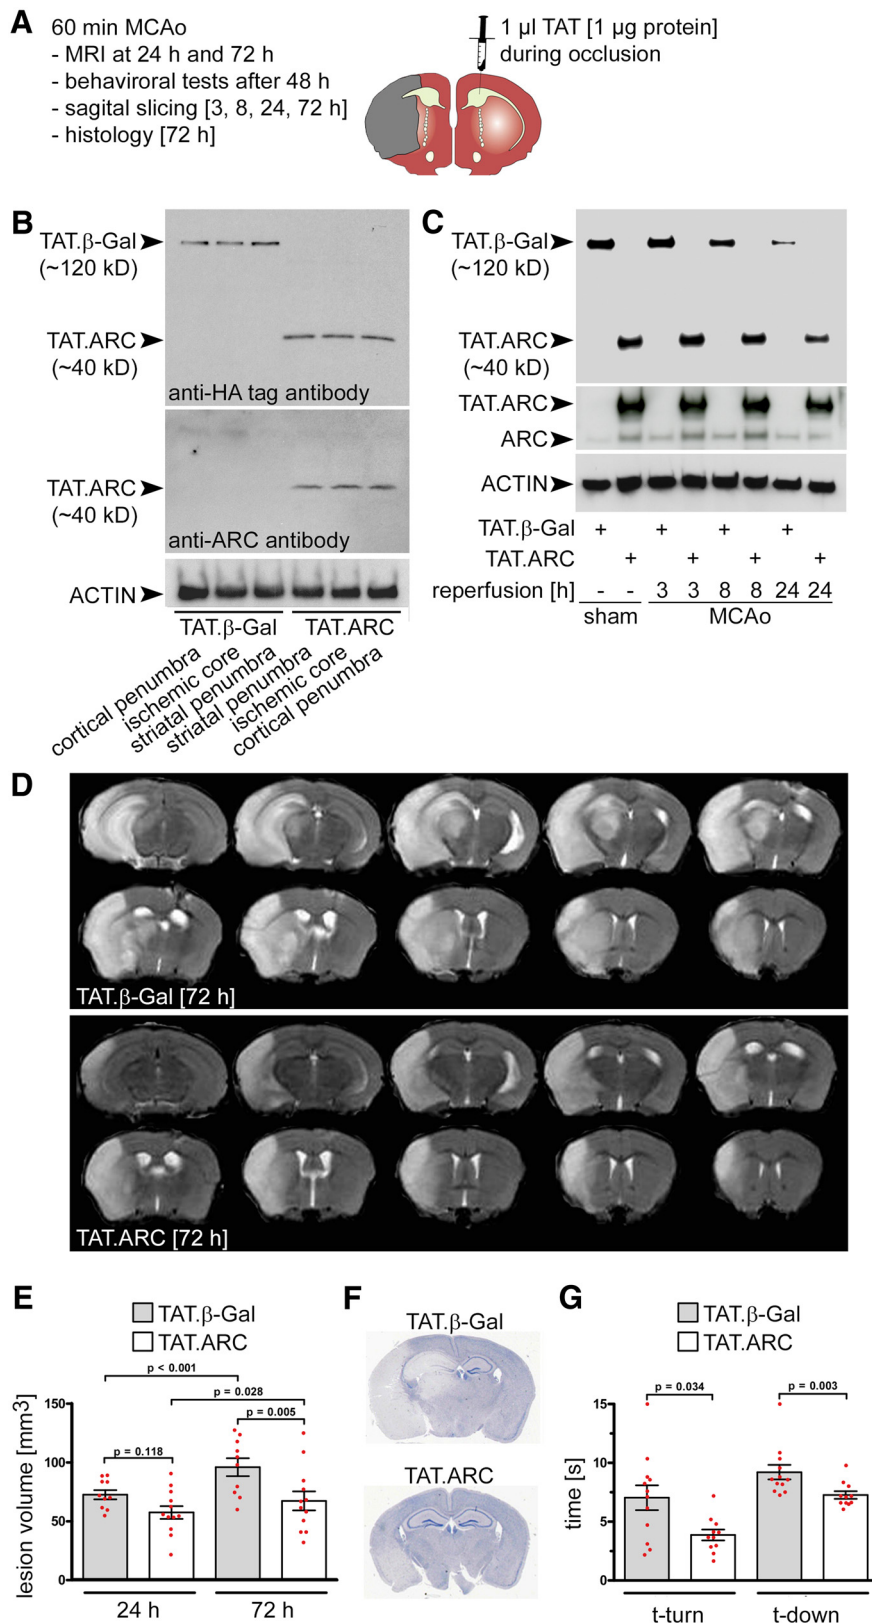 A
60 min MCAo
- MRI at 24 h and 72 h
- behaviroral tests after 48 h
- sagital slicing [3, 8, 24, 72 h]
- histology [72 h]
1 µl TAT [1 µg protein]
during occlusion
B
TAT.β-Gal
(~120 kD)
TAT.ARC
(~40 kD)
anti-HA tag antibody
TAT.ARC
(~40 kD)
anti-ARC antibody
ACTIN
TAT.β-Gal TAT.ARC
cortical penumbra
ischemic core
striatal penumbra
striatal penumbra
ischemic core
cortical penumbra
C
TAT.β-Gal
(~120 kD)
TAT.ARC
(~40 kD)
TAT.ARC
ARC
ACTIN
TAT.β-Gal + + + +
TAT.ARC + + + +
reperfusion [h] - - 3 3 8 8 24 24
sham MCAo
D
TAT.β-Gal [72 h]
TAT.ARC [72 h]
E
TAT.β-Gal
TAT.ARC
p < 0.001
p = 0.028
p = 0.005
p = 0.118
lesion volume [mm3]
150
100
50
0
24 h 72 h
F
TAT.β-Gal
TAT.ARC
G
TAT.β-Gal
TAT.ARC
p = 0.034
p = 0.003
time [s]
15
10
5
0
t-turn t-down